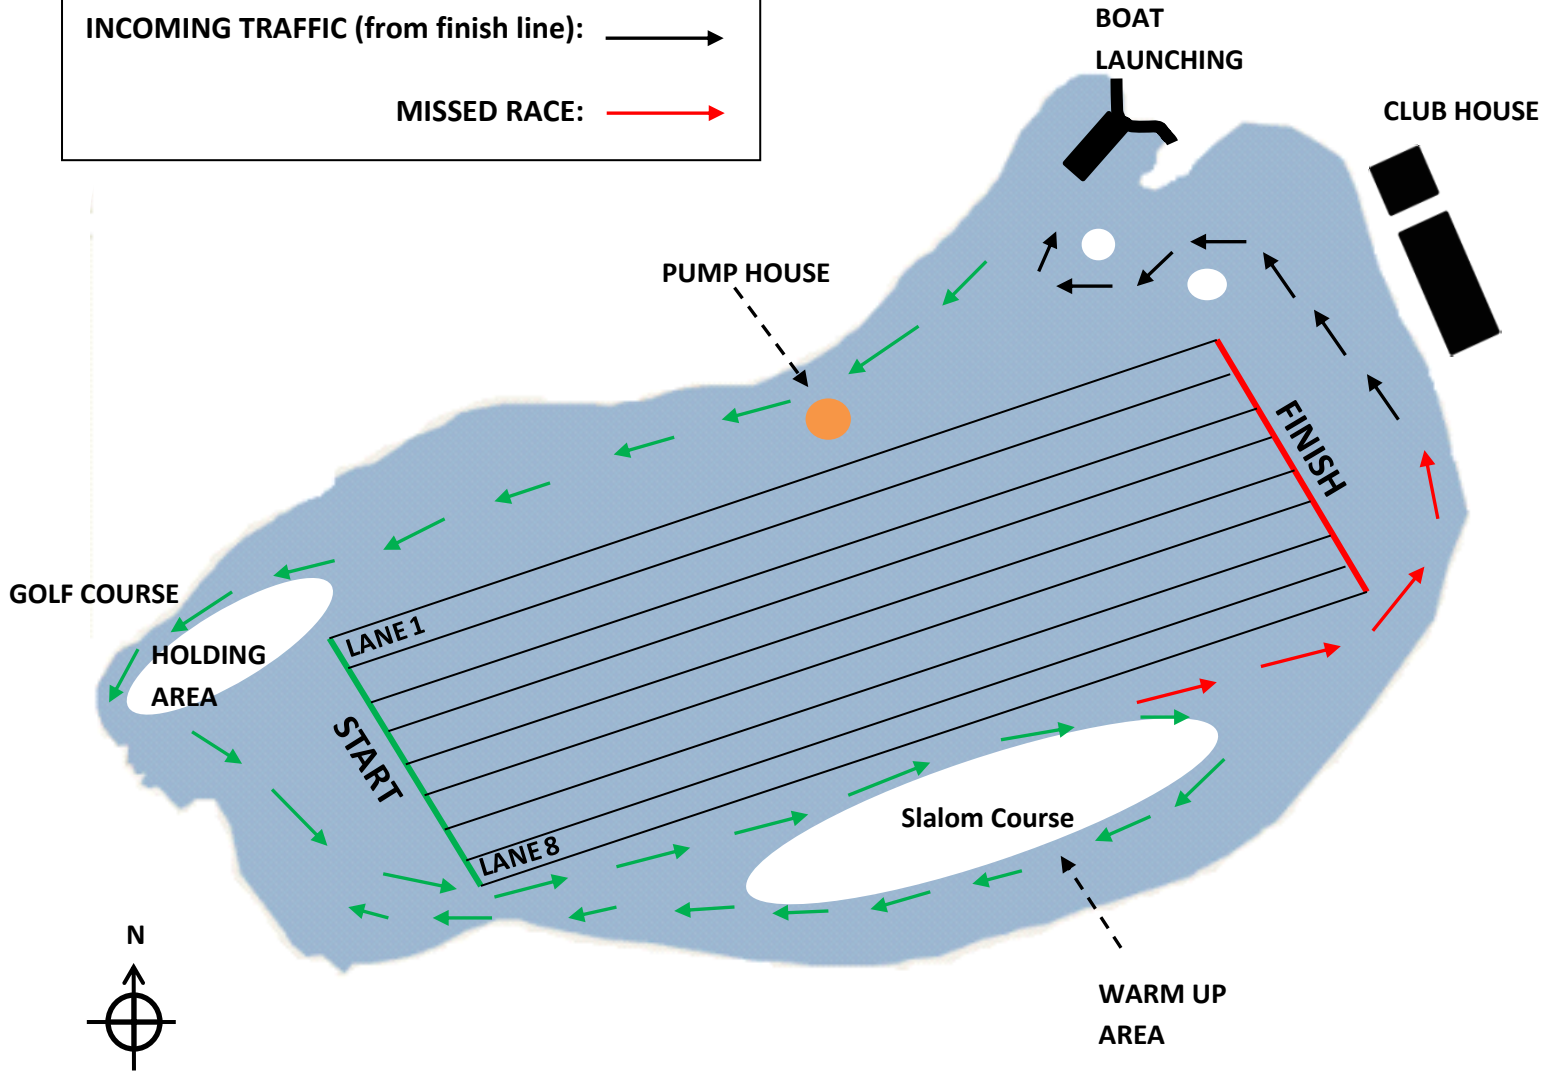 INCOMING TRAFFIC (from finish line):
MISSED RACE:
BOAT
LAUNCHING
CLUB HOUSE
PUMP HOUSE
FINISH
GOLF COURSE
HOLDING
AREA
LANE 1
START
LANE 8
Slalom Course
WARM UP
AREA
N